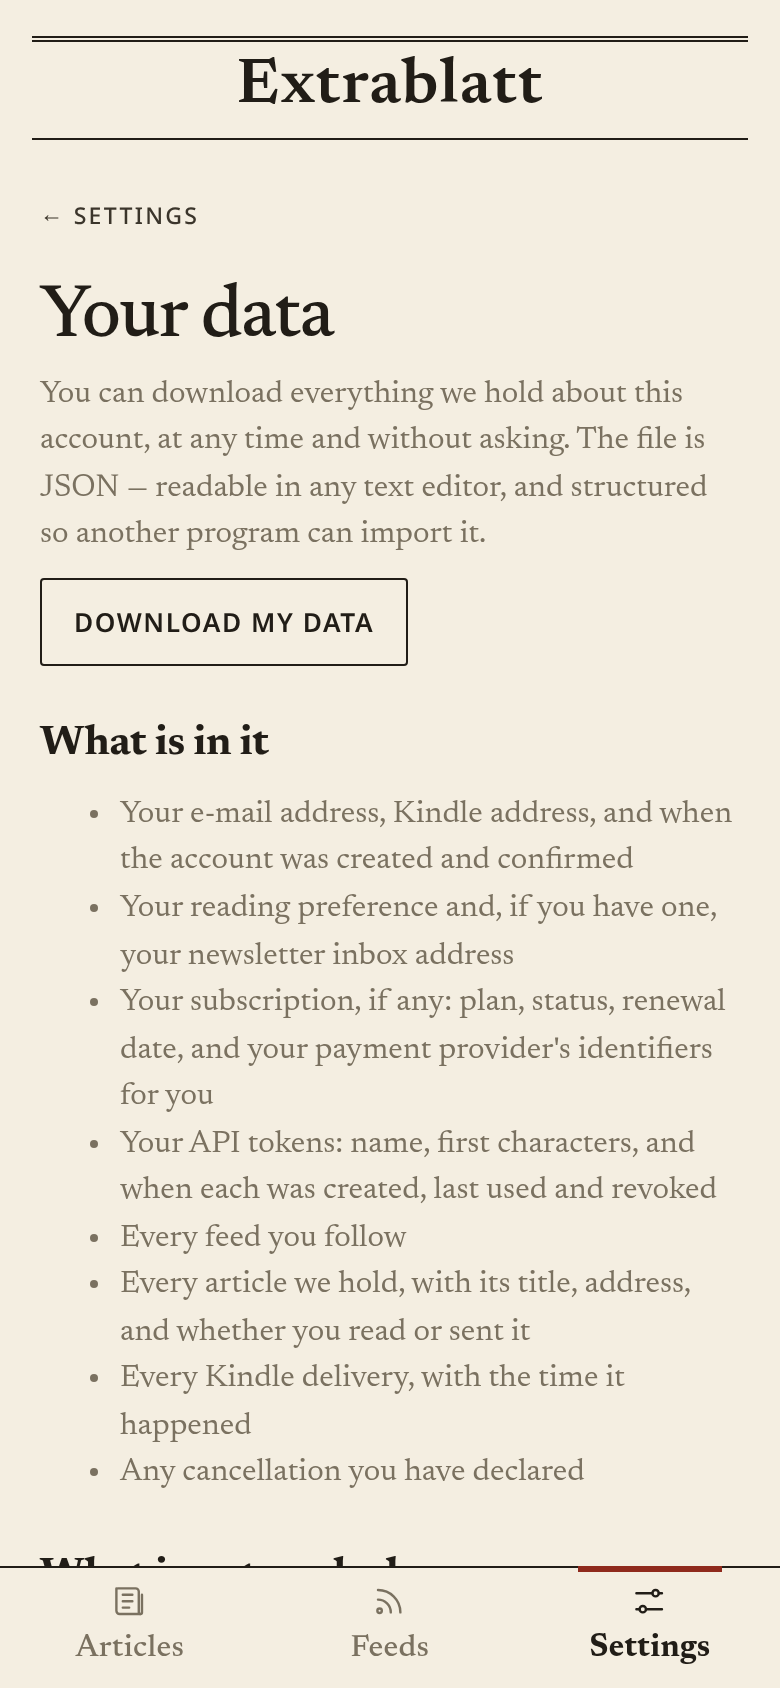 Extrablatt
← SETTINGS
Your data
You can download everything we hold about this
account, at any time and without asking. The file is
JSON — readable in any text editor, and structured
so another program can import it.
DOWNLOAD MY DATA
What is in it
• Your e-mail address, Kindle address, and when
the account was created and confirmed
• Your reading preference and, if you have one,
your newsletter inbox address
• Your subscription, if any: plan, status, renewal
date, and your payment provider's identifiers
for you
• Your API tokens: name, first characters, and
when each was created, last used and revoked
• Every feed you follow
• Every article we hold, with its title, address,
and whether you read or sent it
• Every Kindle delivery, with the time it
happened
• Any cancellation you have declared
Articles
Feeds
Settings